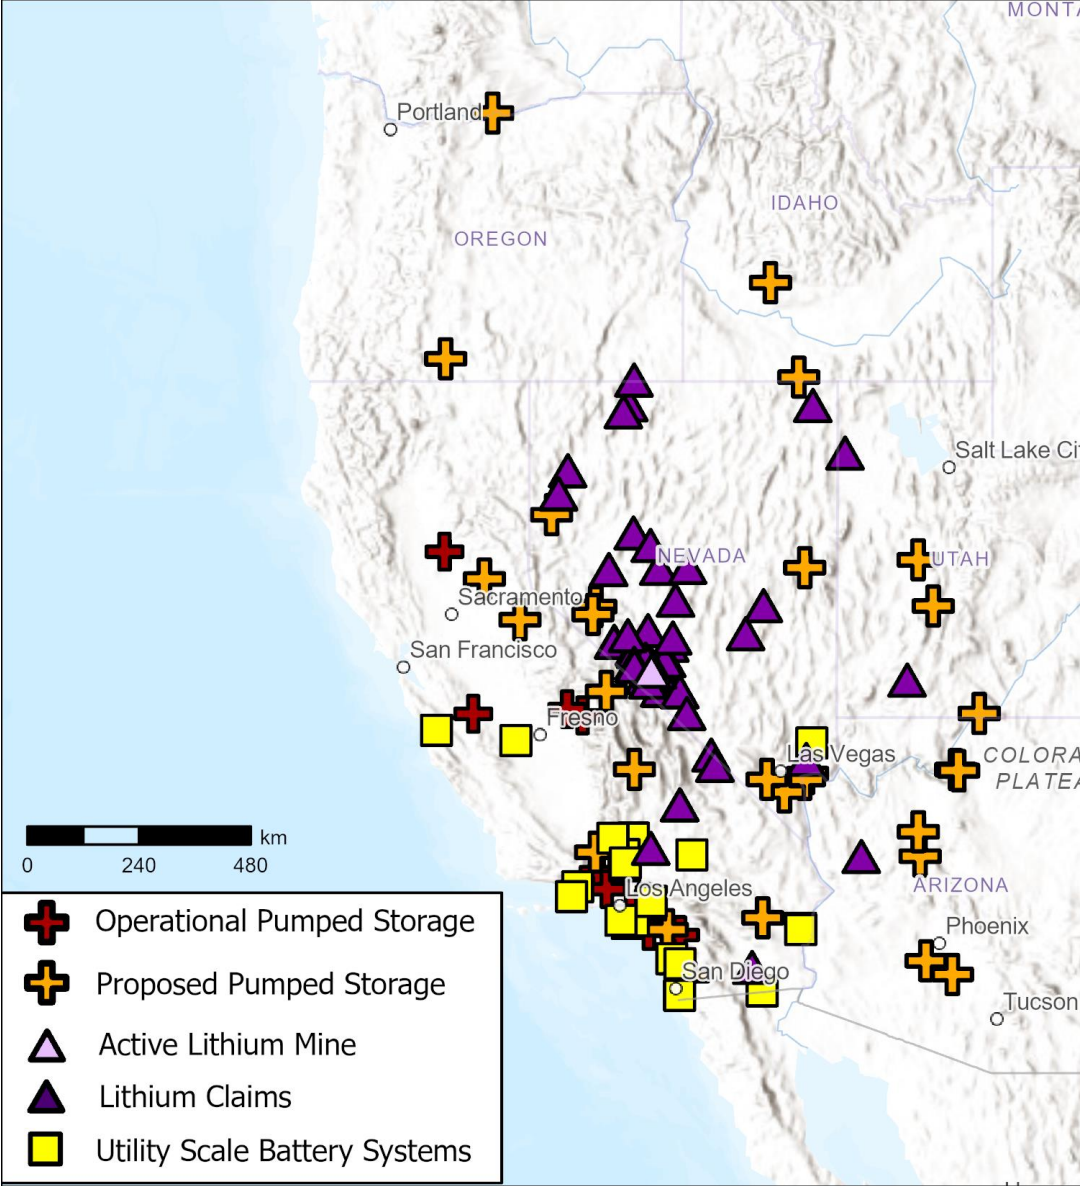 MONTA
Portland
IDAHO
OREGON
Salt Lake Ci
NEVADA
UTAH
Sacramento
San Francisco
Fresno
Las Vegas
COLORA
PLATEA
km
0 240 480
Los Angeles
ARIZONA
Phoenix
San Diego
Tucson
Operational Pumped Storage
Proposed Pumped Storage
Active Lithium Mine
Lithium Claims
Utility Scale Battery Systems